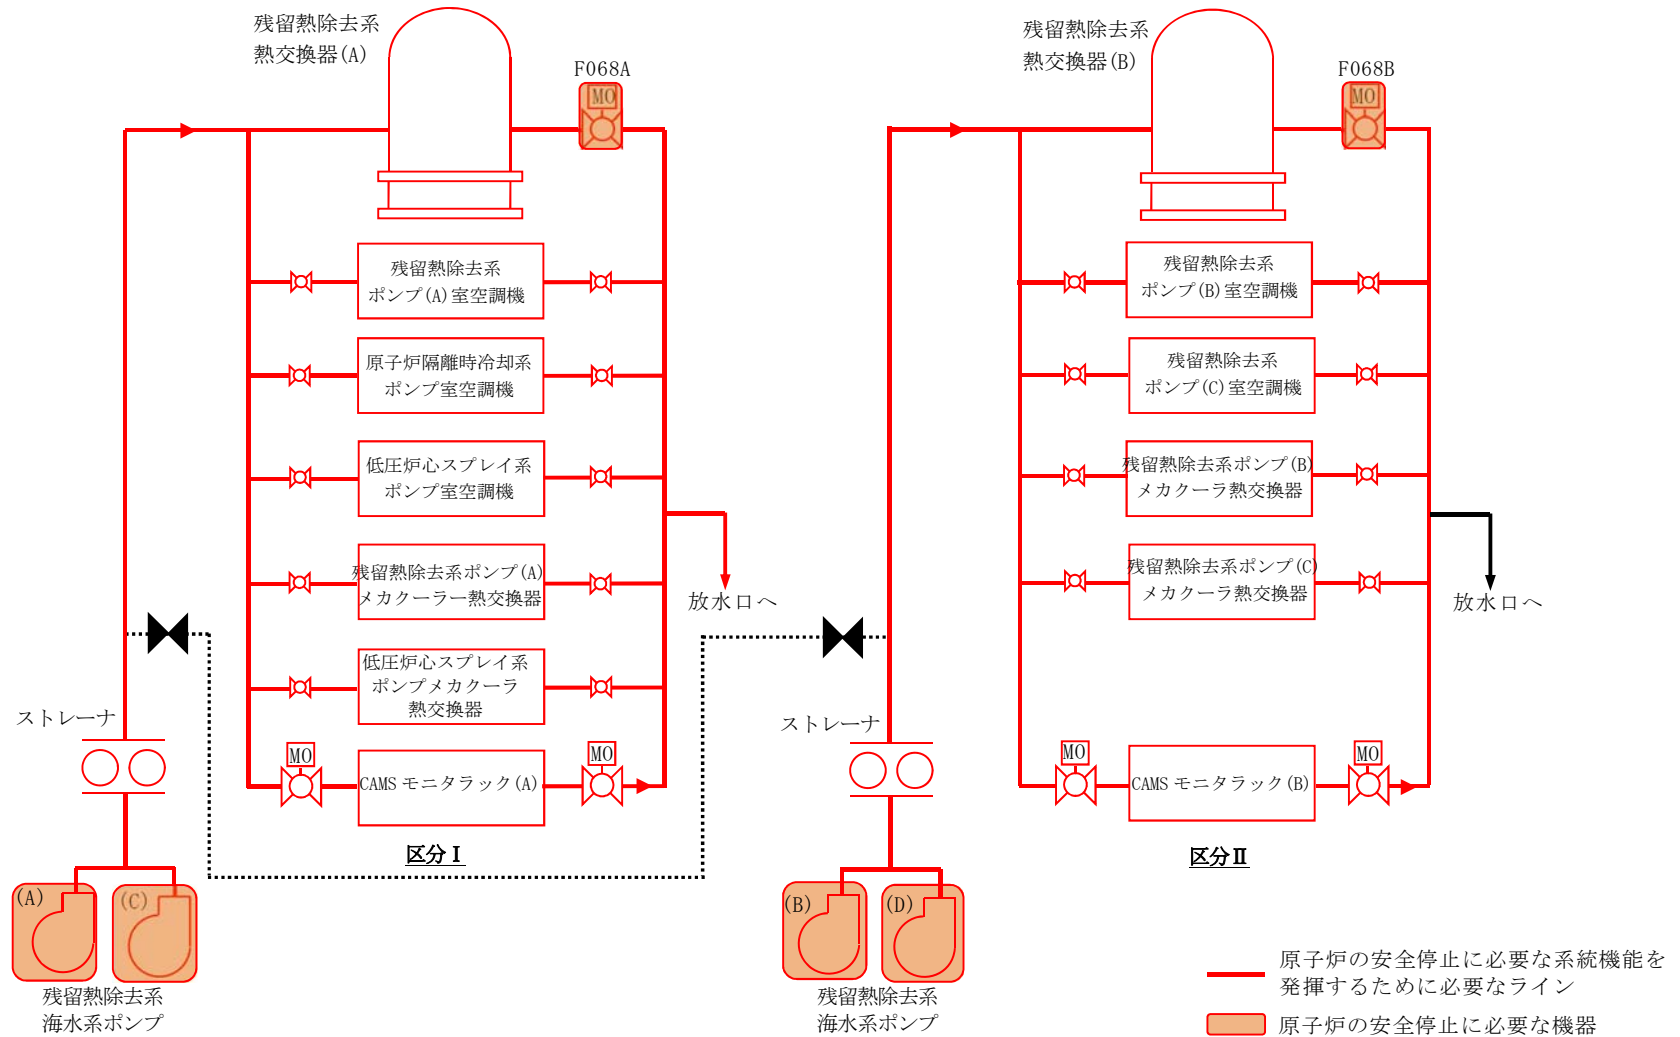 残留熱除去系
熱交換器(A)
F068A
MO
残留熱除去系
ポンプ(A)室空調機
原子炉隔離時冷却系
ポンプ室空調機
低圧炉心スプレイ系
ポンプ室空調機
残留熱除去系ポンプ(A)
メカクーラー熱交換器
低圧炉心スプレイ系
ポンプメカクーラ
熱交換器
MO
CAMSモニタラック(A)
MO
放水口へ
ストレーナ
区分Ⅰ
(A)
(C)
残留熱除去系
海水系ポンプ
残留熱除去系
熱交換器(B)
F068B
MO
残留熱除去系
ポンプ(B)室空調機
残留熱除去系
ポンプ(C)室空調機
残留熱除去系ポンプ(B)
メカクーラ熱交換器
残留熱除去系ポンプ(C)
メカクーラ熱交換器
MO
CAMSモニタラック(B)
MO
放水口へ
ストレーナ
区分Ⅱ
(B)
(D)
残留熱除去系
海水系ポンプ
原子炉の安全停止に必要な系統機能を
発揮するために必要なライン
原子炉の安全停止に必要な機器